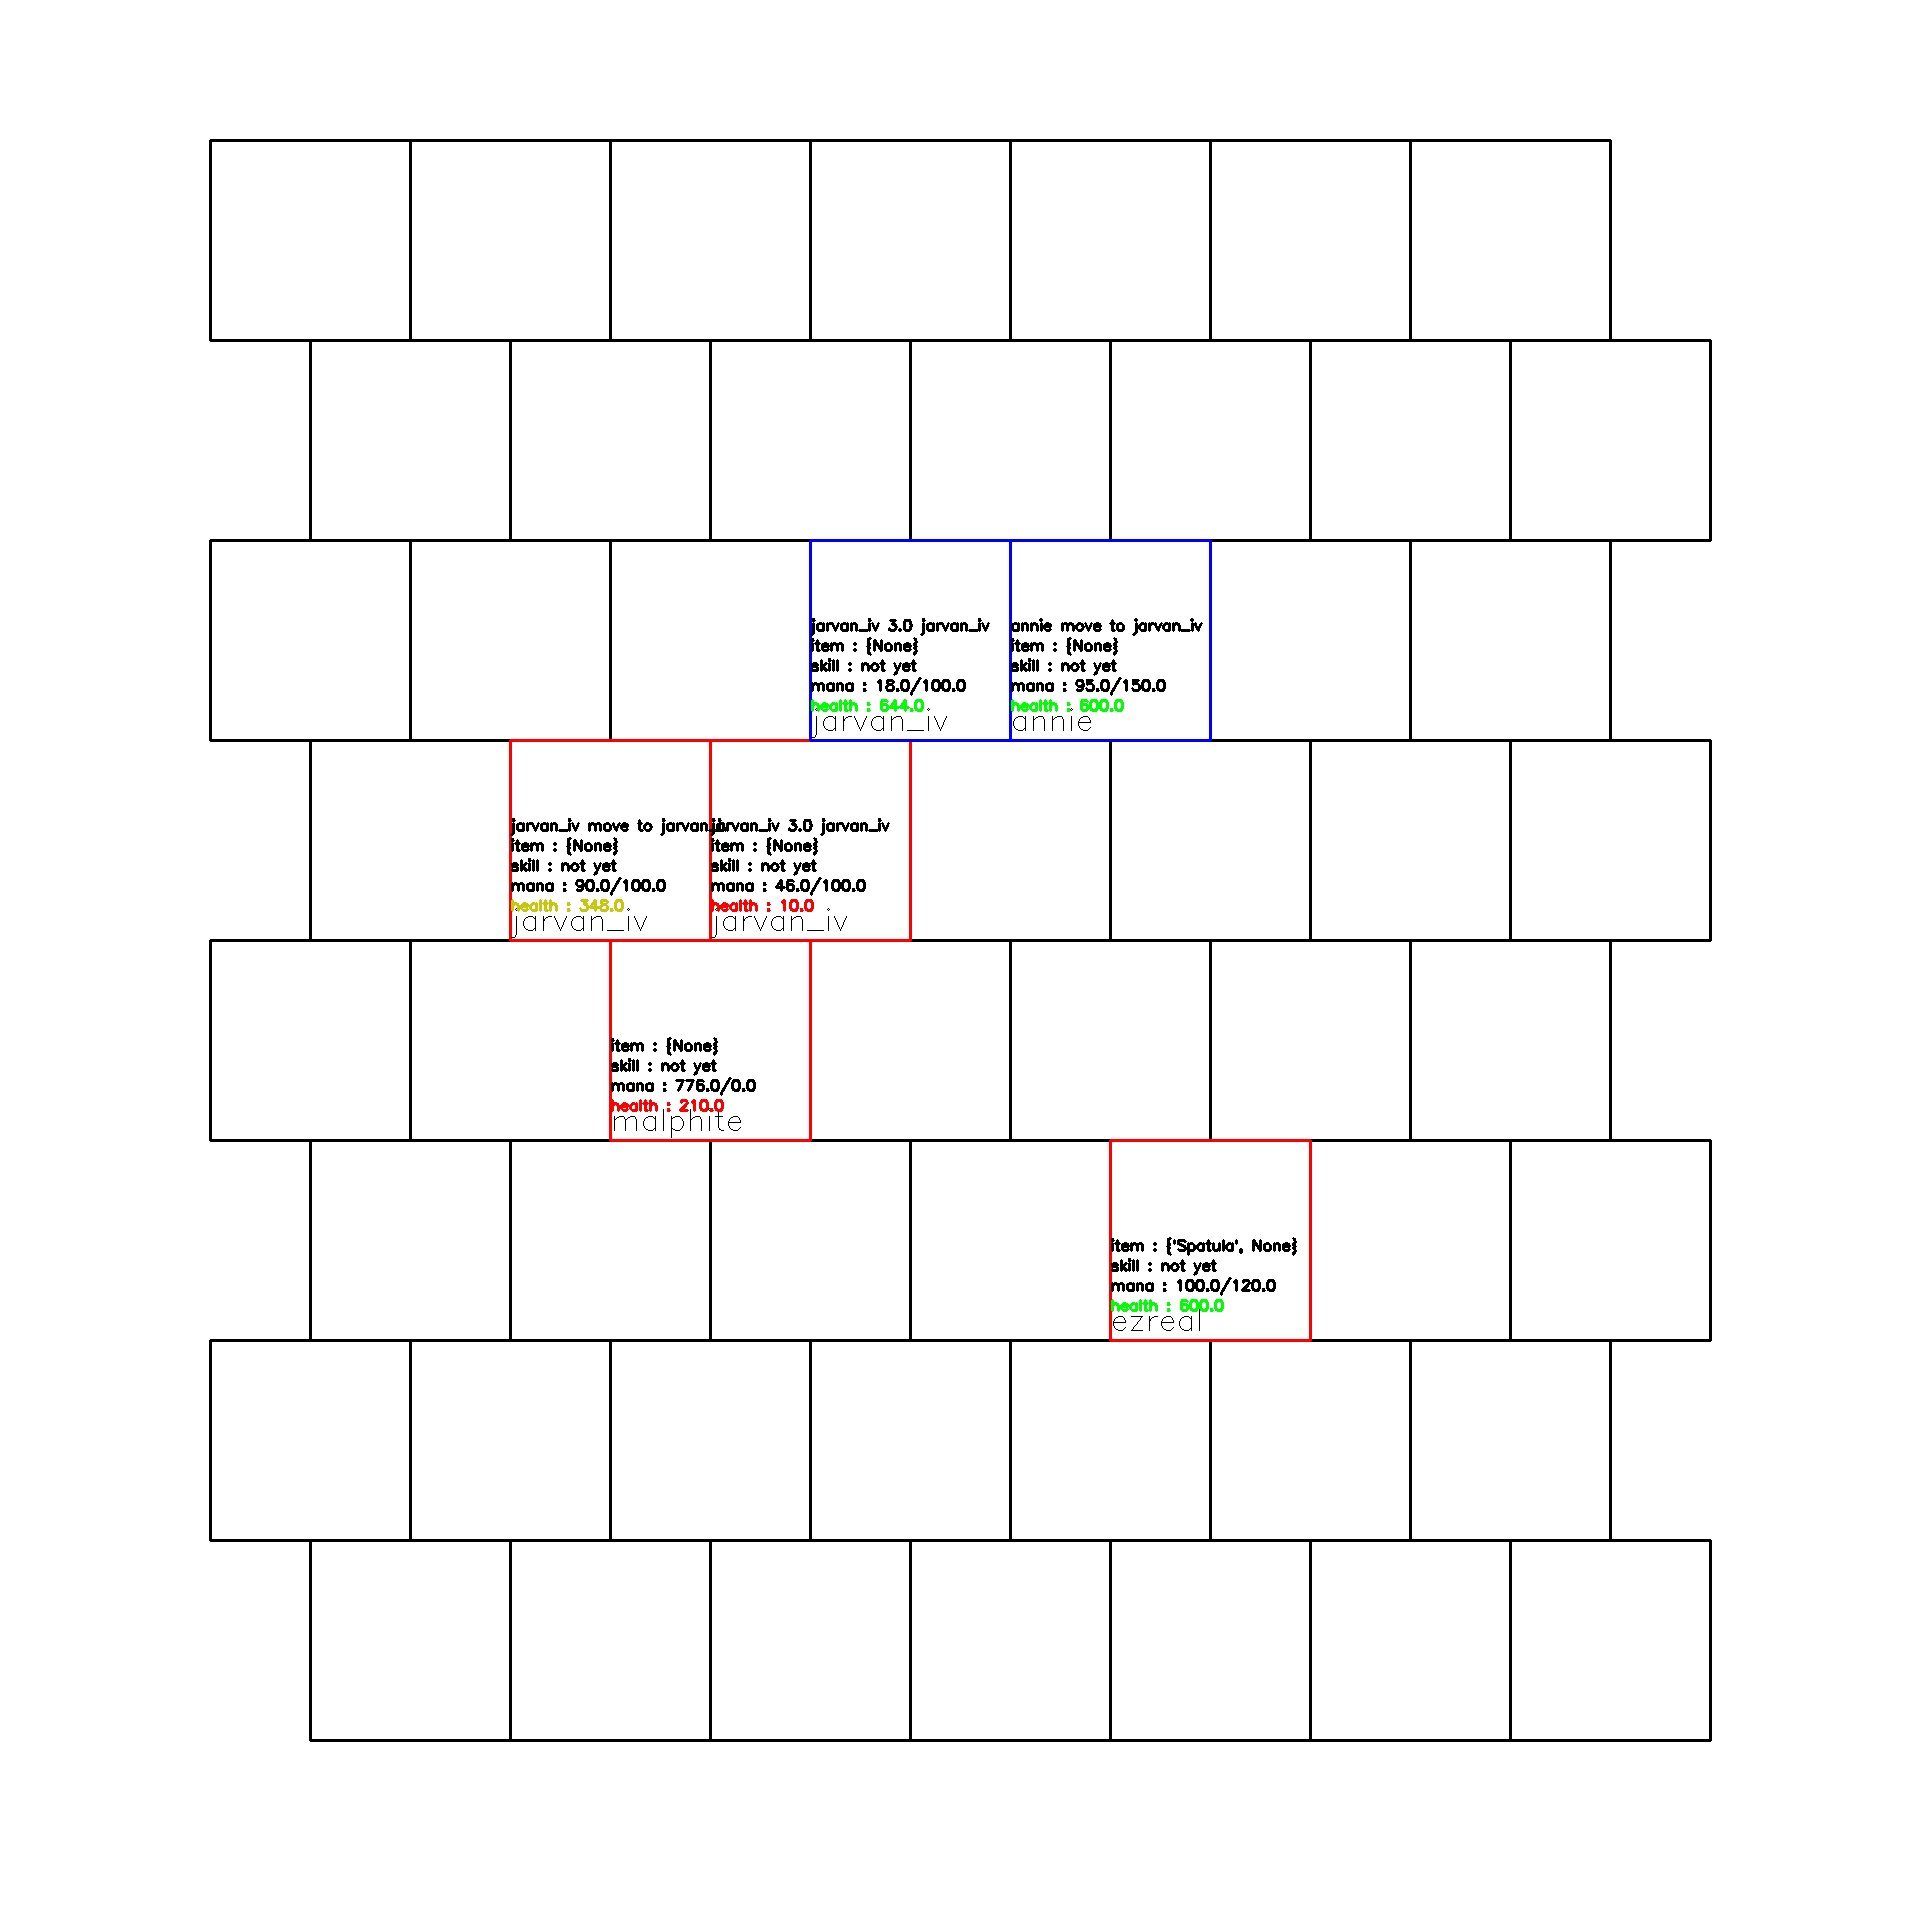 jarvan_iv 3.0 jarvan_iv
item : {None}
skill : not yet
mana : 18.0/100.0
health : 644.0
jarvan_iv
annie move to jarvan_iv
item : {None}
skill : not yet
mana : 95.0/150.0
health : 600.0
annie
jarvan_iv move to jarvan_iv
item : {None}
skill : not yet
mana : 90.0/100.0
health : 348.0
jarvan_iv
jarvan_iv 3.0 jarvan_iv
item : {None}
skill : not yet
mana : 46.0/100.0
health : 10.0
jarvan_iv
item : {None}
skill : not yet
mana : 776.0/0.0
health : 210.0
malphite
item : {'Spatula', None}
skill : not yet
mana : 100.0/120.0
health : 600.0
ezreal